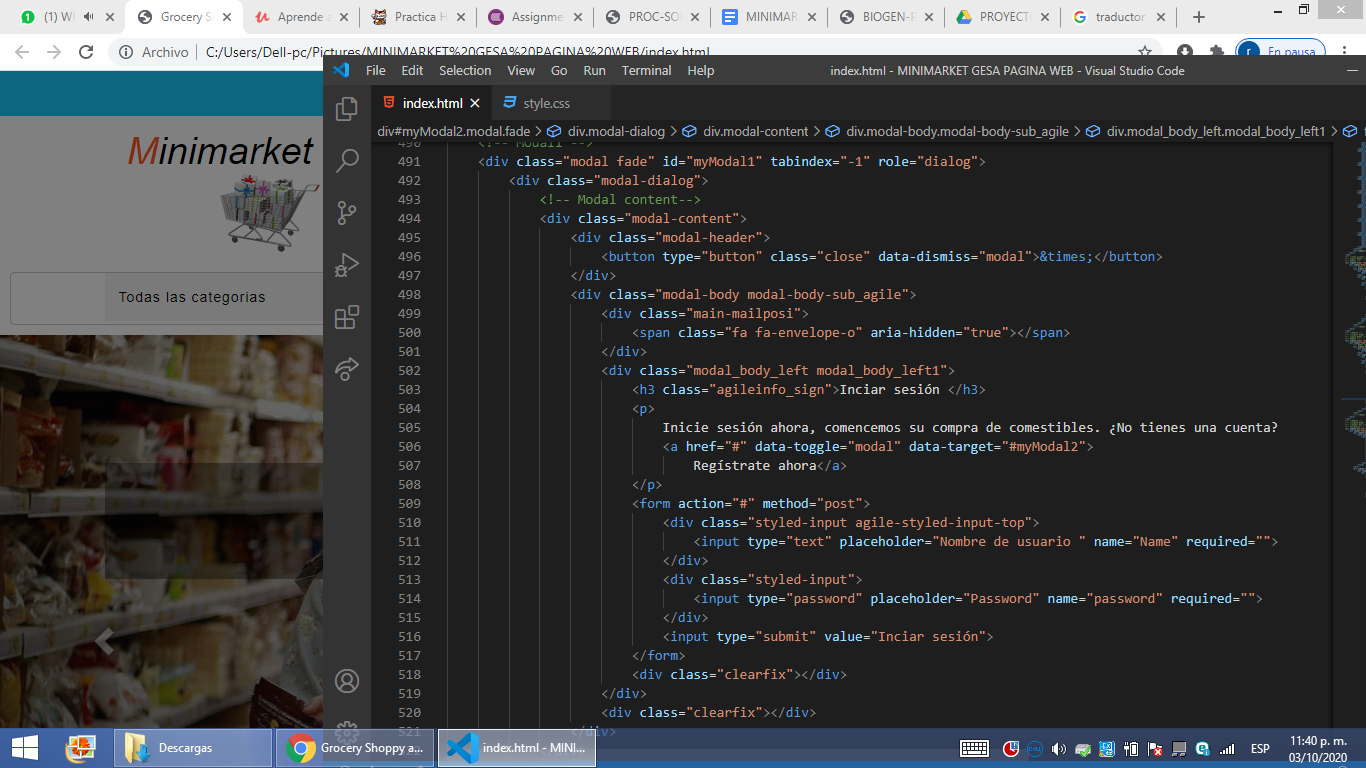 (1) W
Grocery S
Aprende a
Practica H
Assignme
PROC-SO
MINIMAR
BIOGEN-P
PROYECT
traductor
Archivo
C:/Users/Dell-pc/Pictures/MINIMARKET%20GESA%20PAGINA%20WEB/index.html
r
En pausa
File Edit Selection View Go Run Terminal Help
index.html - MINIMARKET GESA PAGINA WEB - Visual Studio Code
index.html
style.css
div#myModal2.modal.fade > div.modal-dialog > div.modal-content > div.modal-body.modal-body-sub_agile > div.modal_body_left.modal_body_left1 >
Minimarket
Todas las categorias
490 <!-- Modal1 -->
491 <div class="modal fade" id="myModal1" tabindex="-1" role="dialog">
492 <div class="modal-dialog">
493 <!-- Modal content-->
494 <div class="modal-content">
495 <div class="modal-header">
496 <button type="button" class="close" data-dismiss="modal">&times;</button>
497 </div>
498 <div class="modal-body modal-body-sub_agile">
499 <div class="main-mailposi">
500 <span class="fa fa-envelope-o" aria-hidden="true"></span>
501 </div>
502 <div class="modal_body_left modal_body_left1">
503 <h3 class="agileinfo_sign">Inciar sesión </h3>
504 <p>
505 Inicie sesión ahora, comencemos su compra de comestibles. ¿No tienes una cuenta?
506 <a href="#" data-toggle="modal" data-target="#myModal2">
507 Regístrate ahora</a>
508 </p>
509 <form action="#" method="post">
510 <div class="styled-input agile-styled-input-top">
511 <input type="text" placeholder="Nombre de usuario " name="Name" required="">
512 </div>
513 <div class="styled-input">
514 <input type="password" placeholder="Password" name="password" required="">
515 </div>
516 <input type="submit" value="Inciar sesión">
517 </form>
518 <div class="clearfix"></div>
519 </div>
520 <div class="clearfix"></div>
521 </div>
Descargas
Grocery Shoppy a...
index.html - MINI...
ESP
11:40 p. m.
03/10/2020